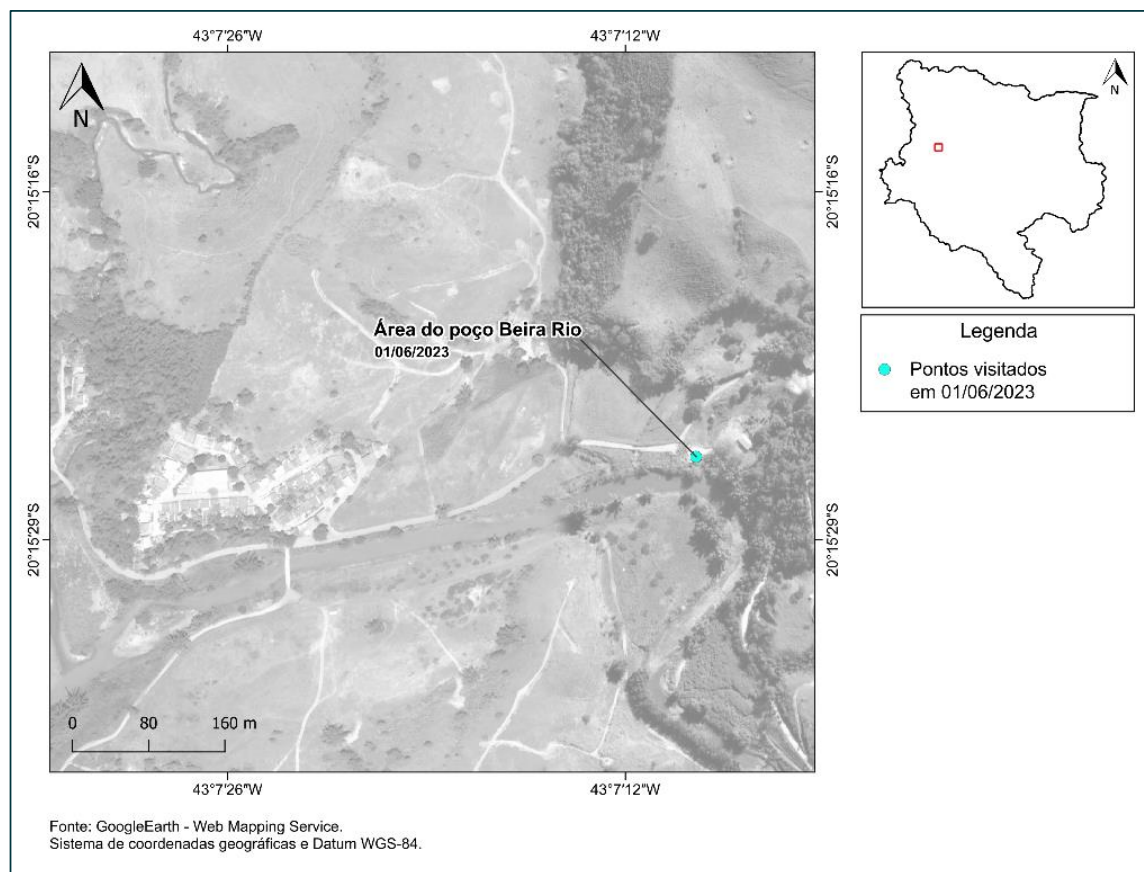 43°7'26"W
43°7'12"W
N
N
20°15'16"S
20°15'16"S
Área do poço Beira Rio
01/06/2023
Legenda
Pontos visitados
em 01/06/2023
20°15'29"S
20°15'29"S
0 80 160 m
43°7'26"W
43°7'12"W
Fonte: GoogleEarth - Web Mapping Service.
Sistema de coordenadas geográficas e Datum WGS-84.